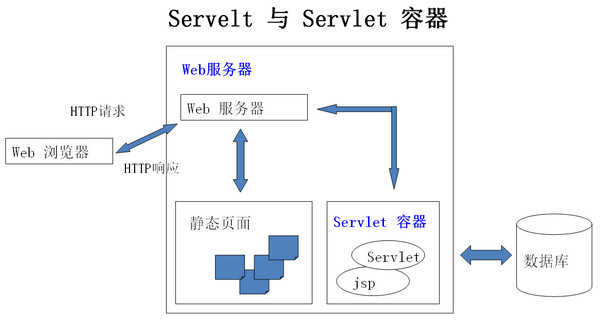 Servelt 与 Servlet 容器
Web服务器
Web 服务器
HTTP请求
Web 浏览器
HTTP响应
静态页面
Servlet 容器
Servlet
jsp
数据库